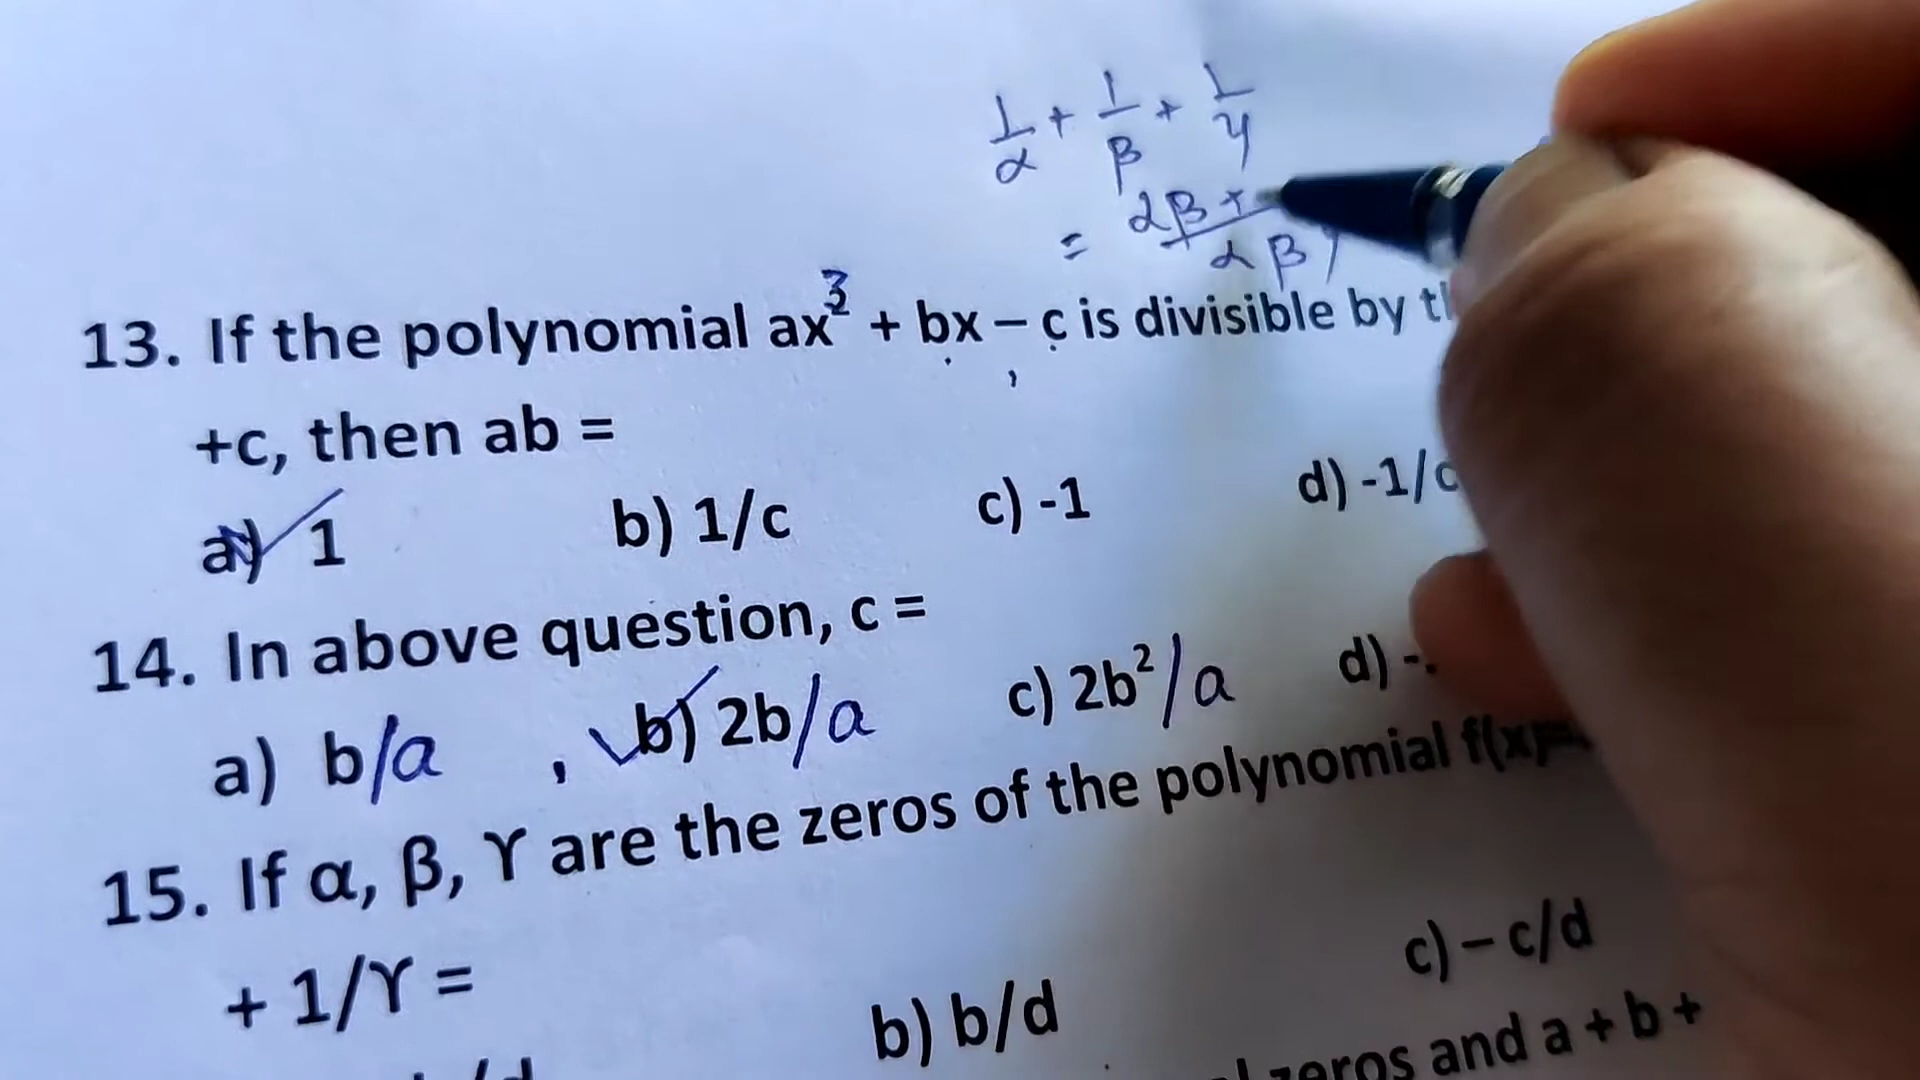 1/α + 1/β + 1/γ
= αβ +
αβγ
13. If the polynomial ax³ + bx – c is divisible by
+c, then ab =
a) 1 b) 1/c c) -1 d) -1/c
14. In above question, c =
a) b/a , b) 2b/a c) 2b²/a d) -
15. If α, β, ϒ are the zeros of the polynomial f(x)=
+ 1/ϒ =
b) b/d c) – c/d
zeros and a + b +